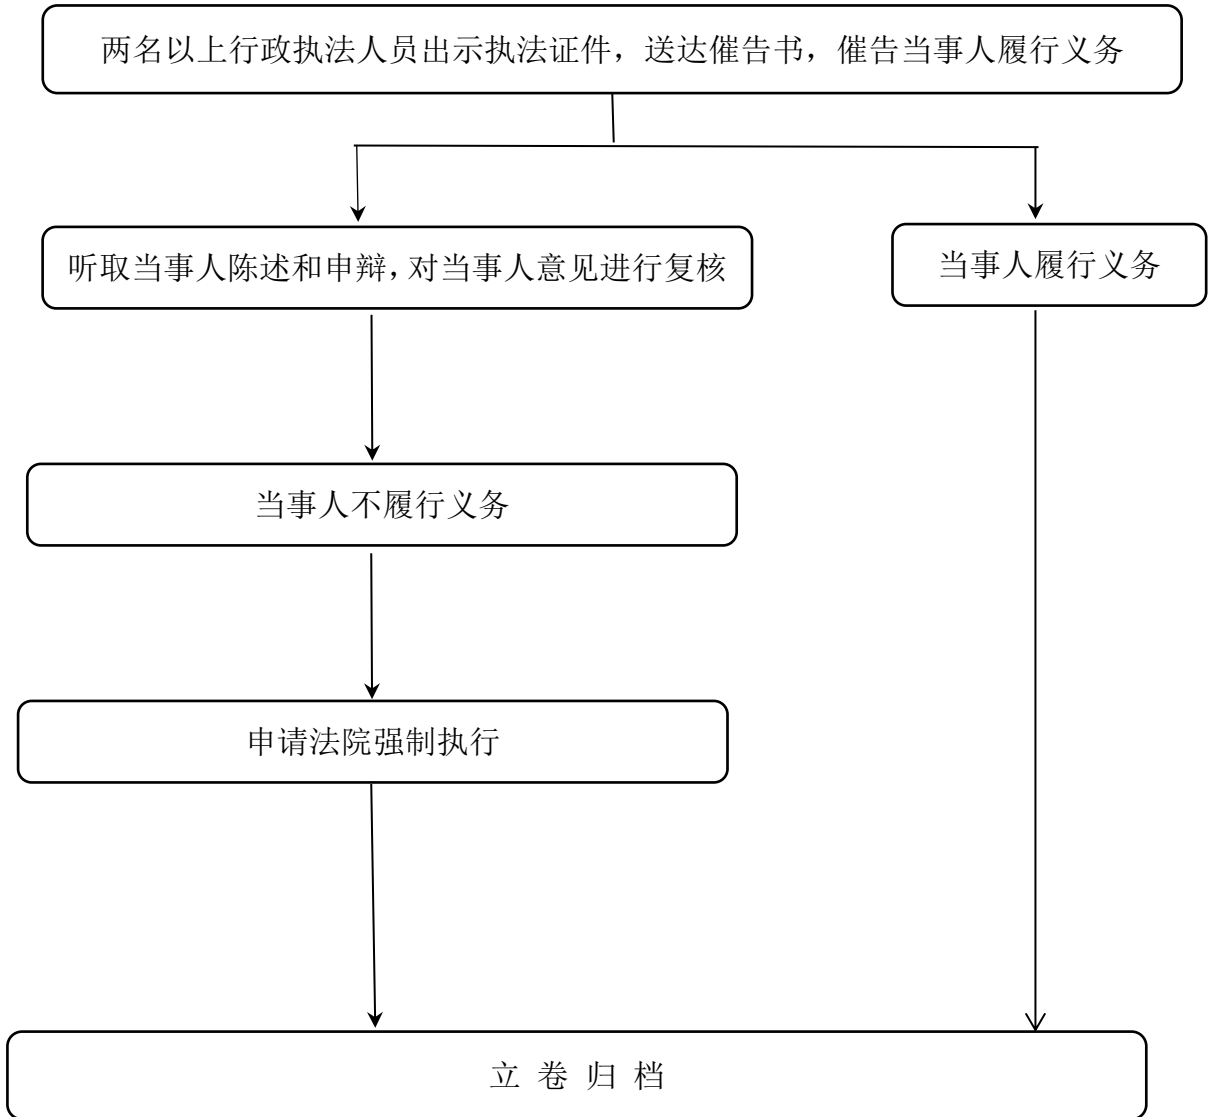 两名以上行政执法人员出示执法证件，送达催告书，催告当事人履行义务
听取当事人陈述和申辩，对当事人意见进行复核
当事人履行义务
当事人不履行义务
申请法院强制执行
立 卷 归 档